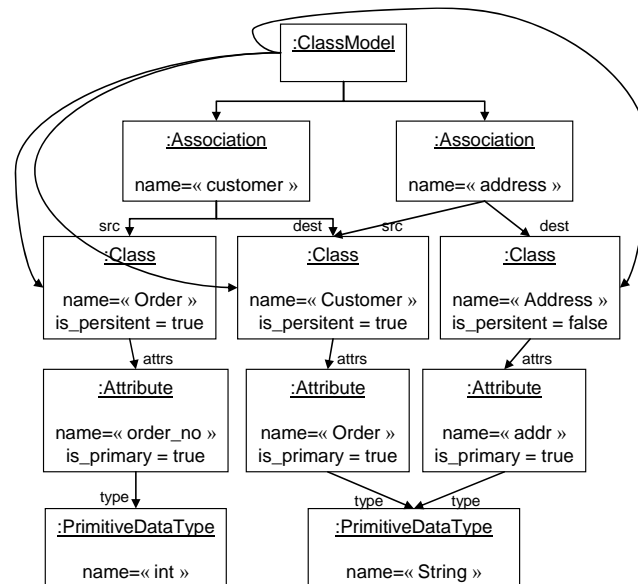 :ClassModel
:Association
name=« customer »
:Association
name=« address »
src
dest
src
dest
:Class
name=« Order »
is_persitent = true
:Class
name=« Customer »
is_persitent = true
:Class
name=« Address »
is_persitent = false
attrs
attrs
attrs
:Attribute
name=« order_no »
is_primary = true
:Attribute
name=« Order »
is_primary = true
:Attribute
name=« addr »
is_primary = true
type
type
type
:PrimitiveDataType
name=« int »
:PrimitiveDataType
name=« String »